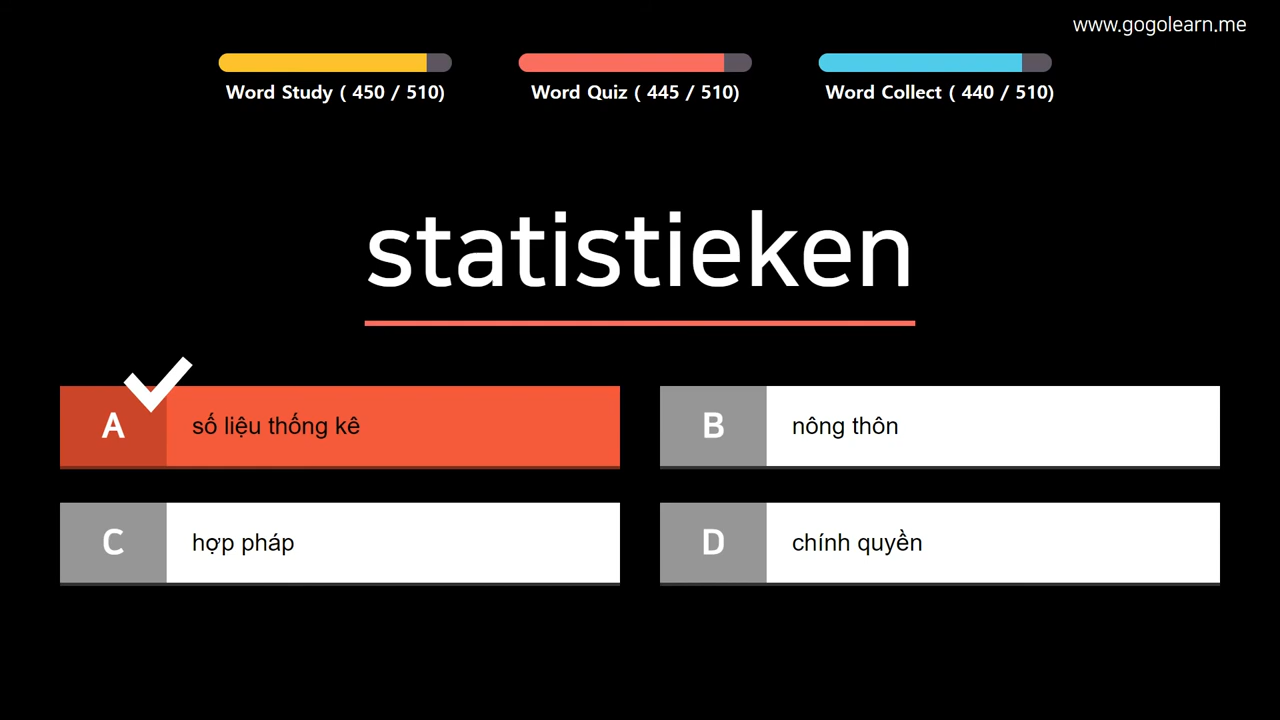 www.gogolearn.me
Word Study ( 450 / 510)
Word Quiz ( 445 / 510)
Word Collect ( 440 / 510)
statistieken
A số liệu thống kê
B nông thôn
C hợp pháp
D chính quyền